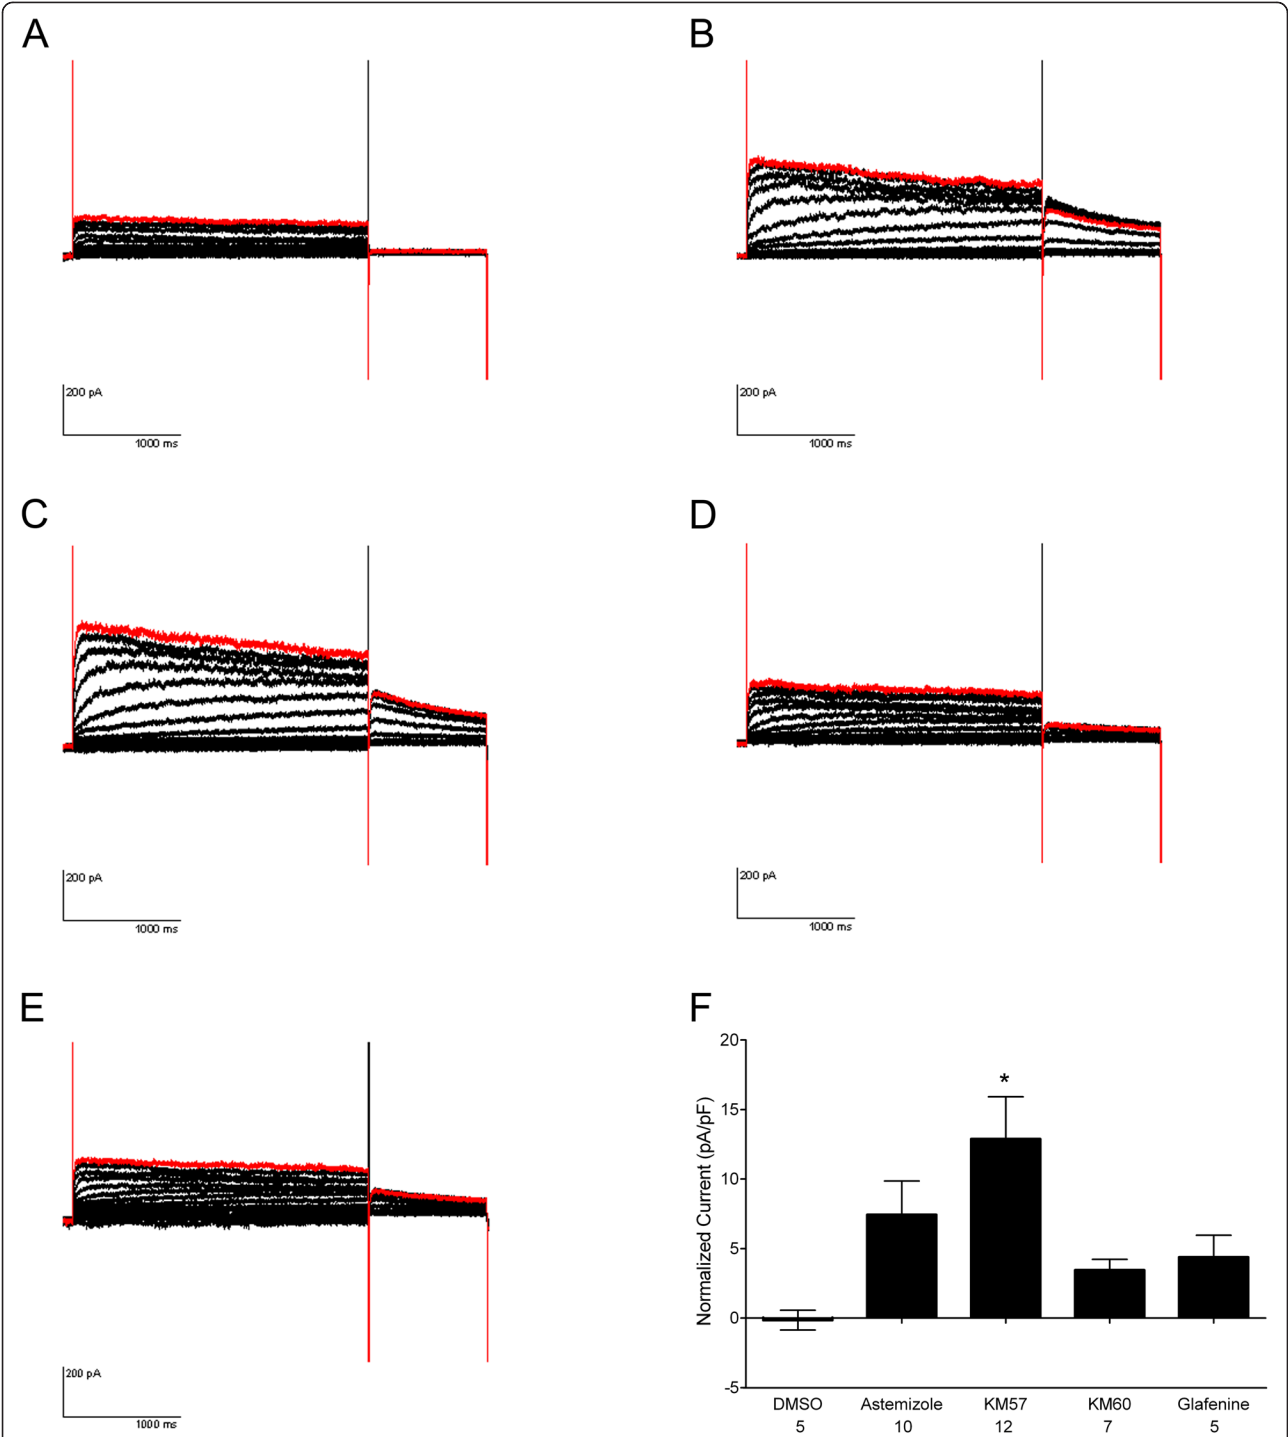 A
B
200 pA
1000 ms
200 pA
1000 ms
C
D
200 pA
1000 ms
200 pA
1000 ms
E
200 pA
1000 ms
F
Normalized Current (pA/pF)
20
15
10
5
0
-5
*
DMSO Astemizole KM57 KM60 Glafenine
5 10 12 7 5